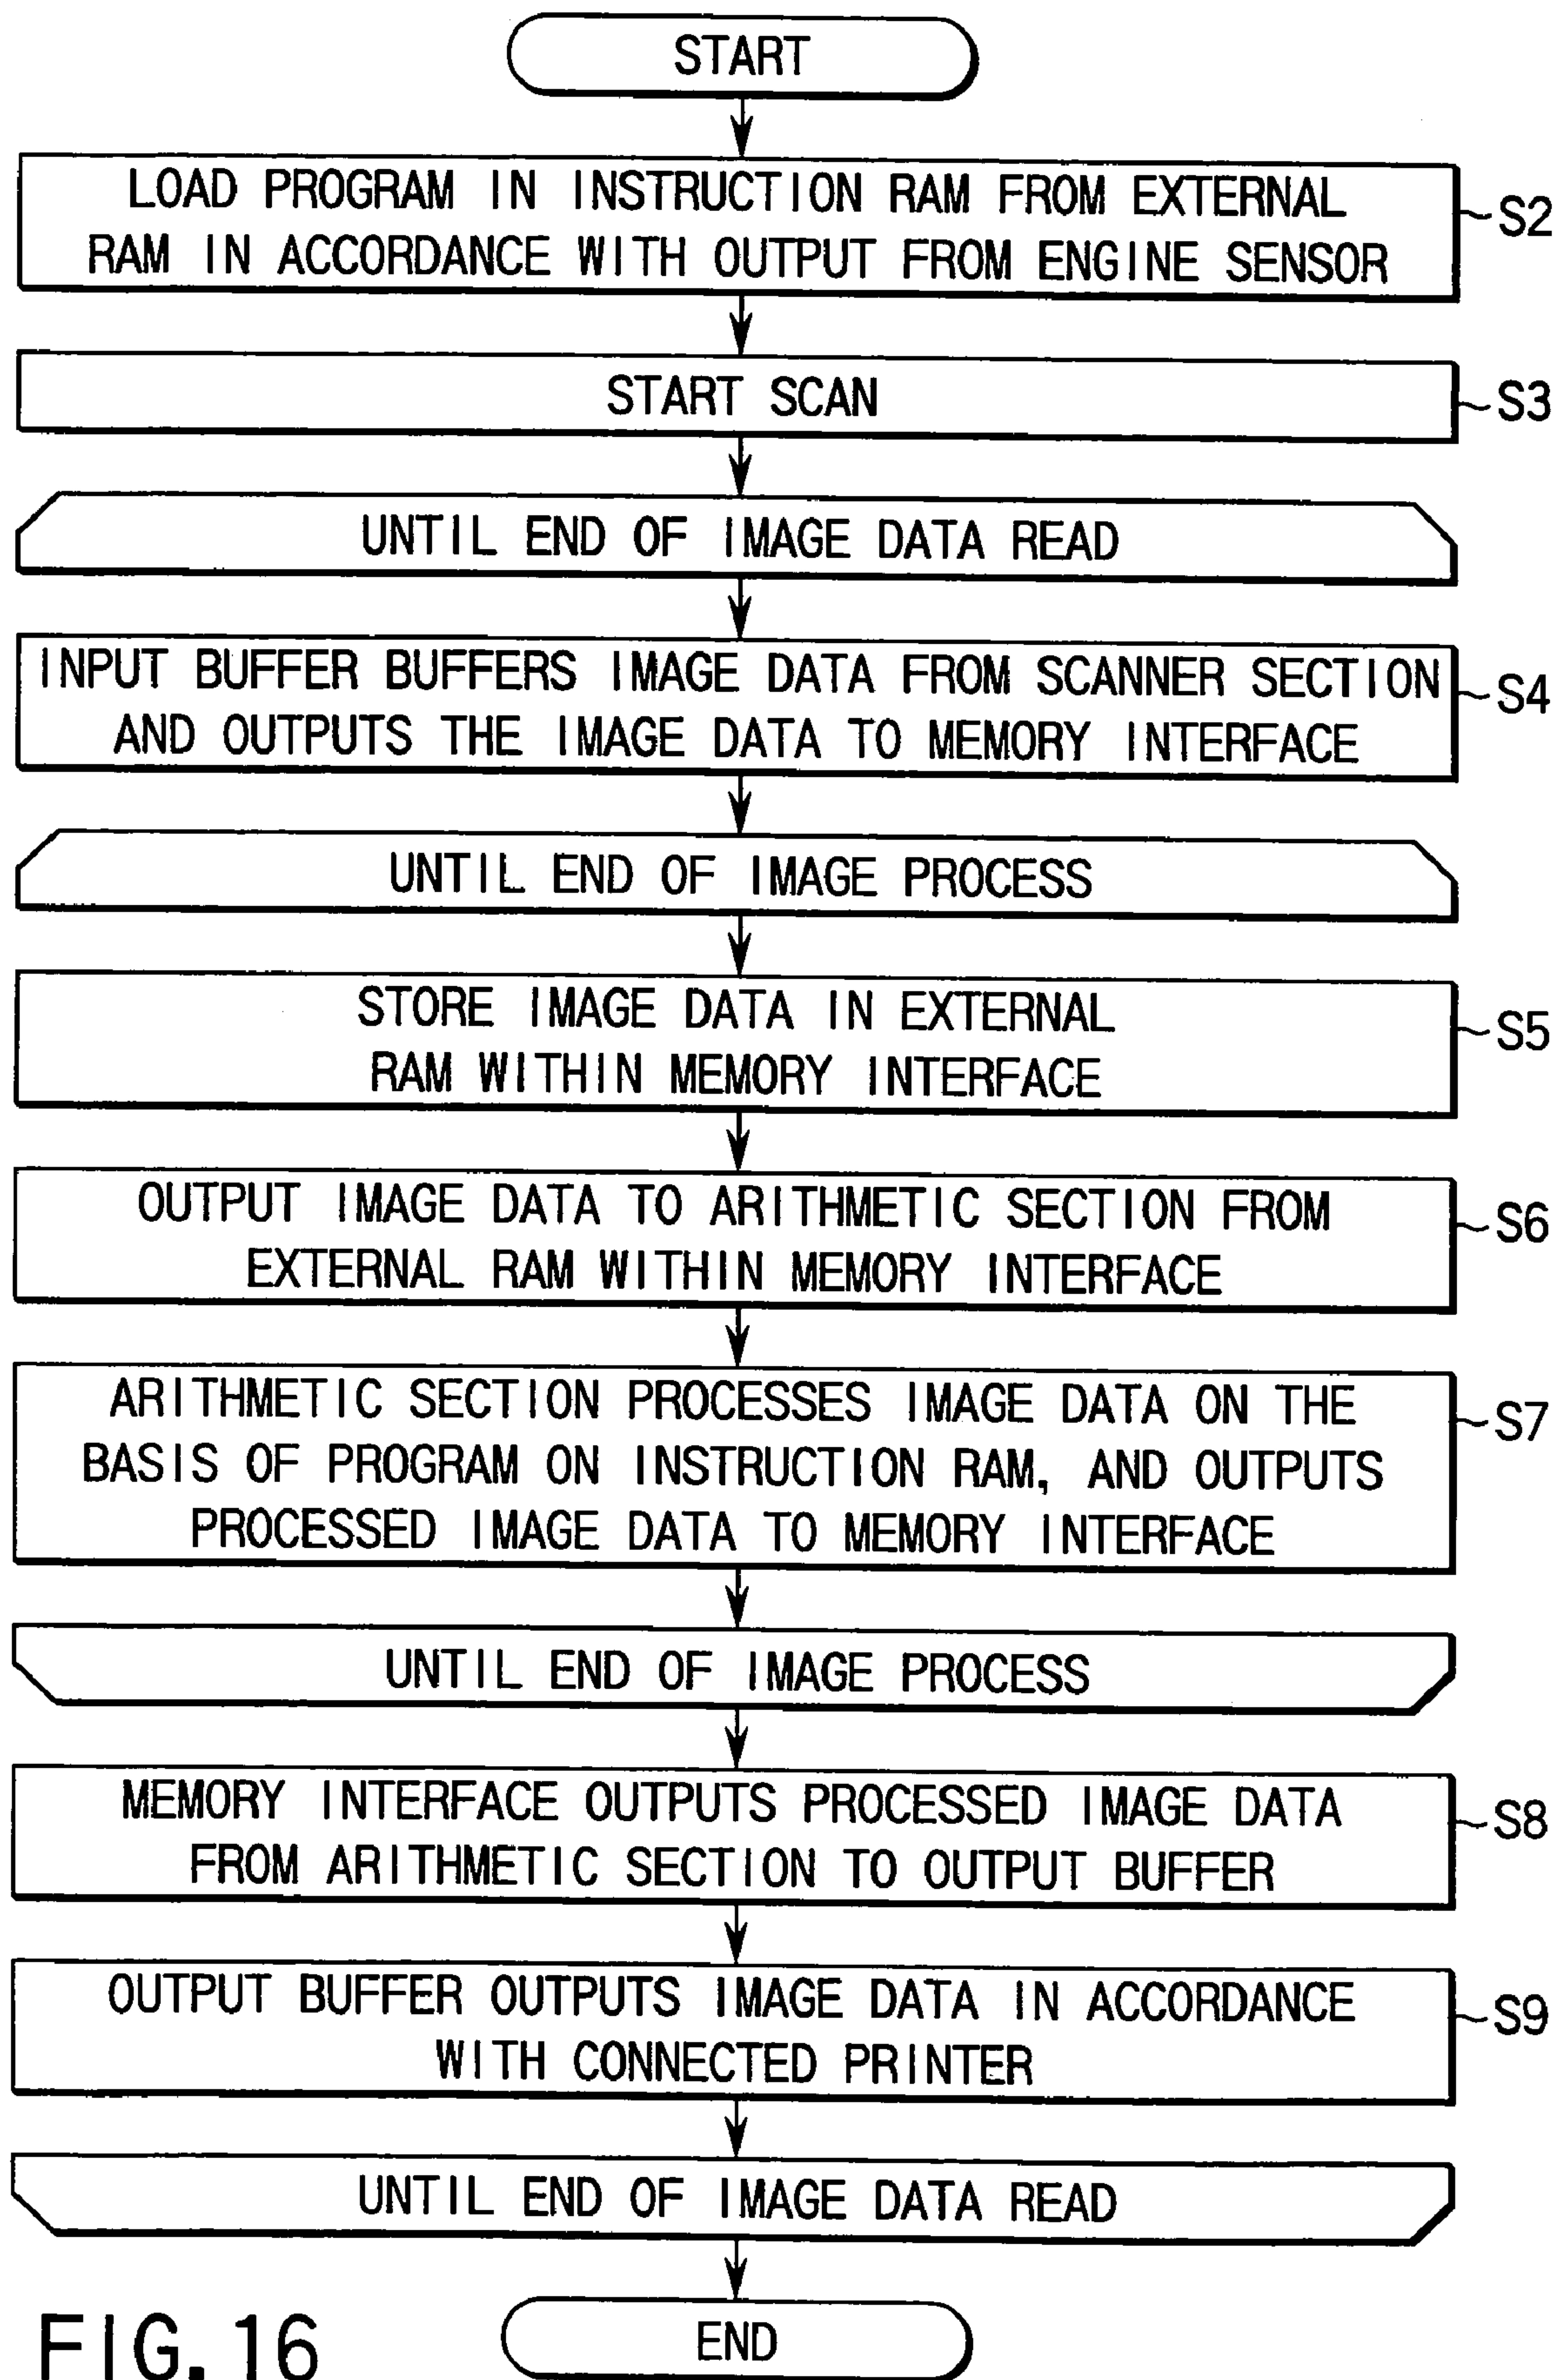 START
LOAD PROGRAM IN INSTRUCTION RAM FROM EXTERNAL
RAM IN ACCORDANCE WITH OUTPUT FROM ENGINE SENSOR
S2
START SCAN
S3
UNTIL END OF IMAGE DATA READ
INPUT BUFFER BUFFERS IMAGE DATA FROM SCANNER SECTION
AND OUTPUTS THE IMAGE DATA TO MEMORY INTERFACE
S4
UNTIL END OF IMAGE PROCESS
STORE IMAGE DATA IN EXTERNAL
RAM WITHIN MEMORY INTERFACE
S5
OUTPUT IMAGE DATA TO ARITHMETIC SECTION FROM
EXTERNAL RAM WITHIN MEMORY INTERFACE
S6
ARITHMETIC SECTION PROCESSES IMAGE DATA ON THE
BASIS OF PROGRAM ON INSTRUCTION RAM, AND OUTPUTS
PROCESSED IMAGE DATA TO MEMORY INTERFACE
S7
UNTIL END OF IMAGE PROCESS
MEMORY INTERFACE OUTPUTS PROCESSED IMAGE DATA
FROM ARITHMETIC SECTION TO OUTPUT BUFFER
S8
OUTPUT BUFFER OUTPUTS IMAGE DATA IN ACCORDANCE
WITH CONNECTED PRINTER
S9
UNTIL END OF IMAGE DATA READ
END
FIG. 16